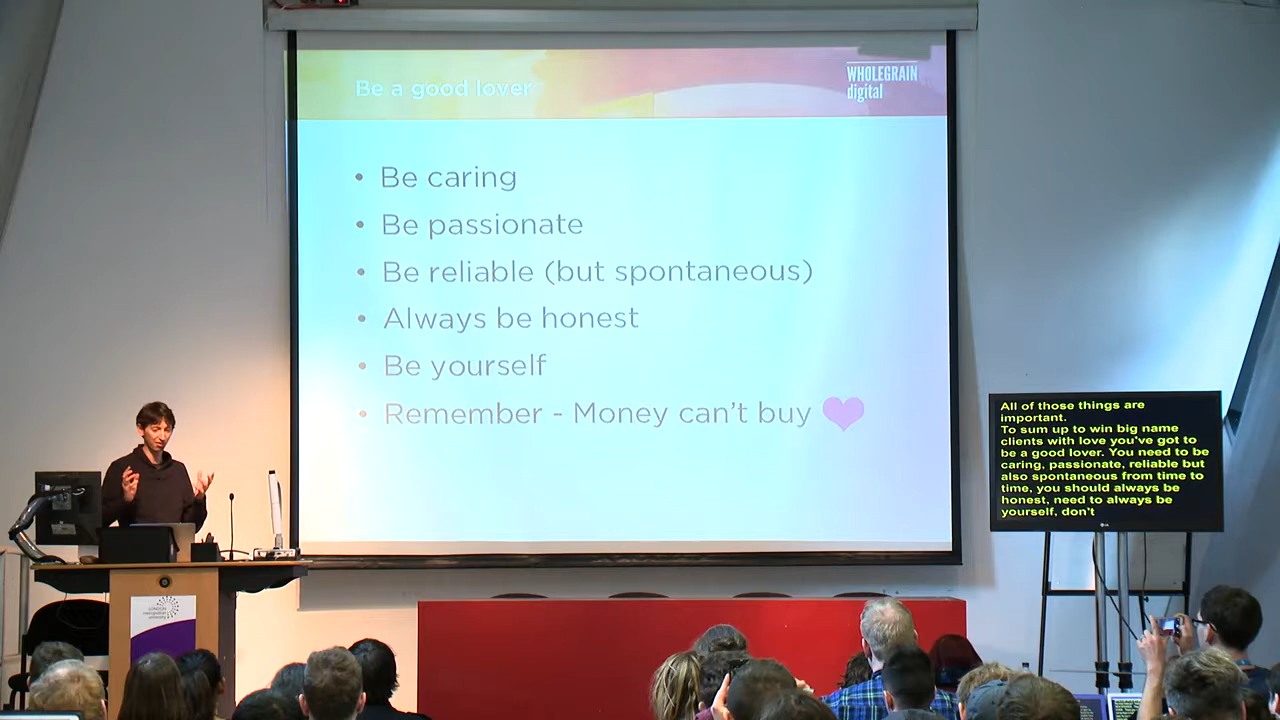 Be a good lover
WHOLEGRAIN
digital
• Be caring
• Be passionate
• Be reliable (but spontaneous)
• Always be honest
• Be yourself
• Remember - Money can't buy
All of those things are
important.
To sum up to win big name
clients with love you've got to
be a good lover. You need to be
caring, passionate, reliable but
also spontaneous from time to
time, you should always be
honest, need to always be
yourself, don't
LG
LONDON